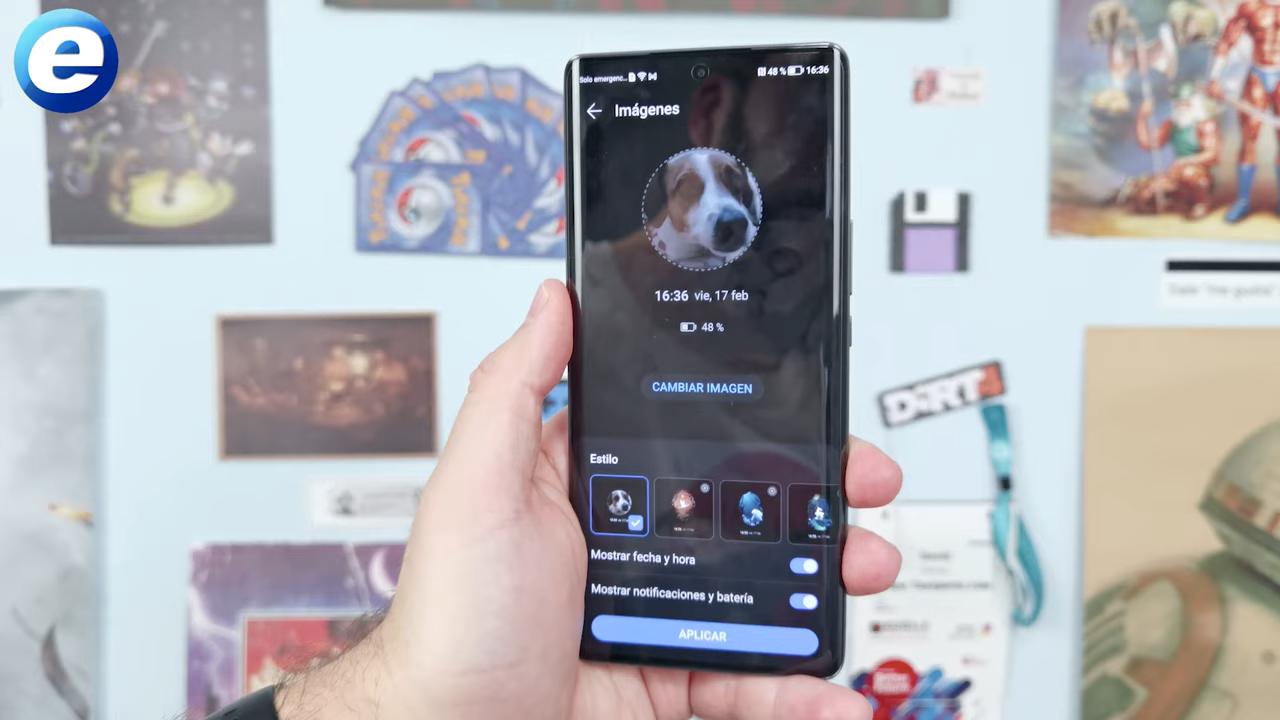 e
Solo emergenc...
48 %
16:36
Imágenes
16:36 vie, 17 feb
48 %
CAMBIAR IMAGEN
Estilo
Mostrar fecha y hora
Mostrar notificaciones y batería
APLICAR
DiRT